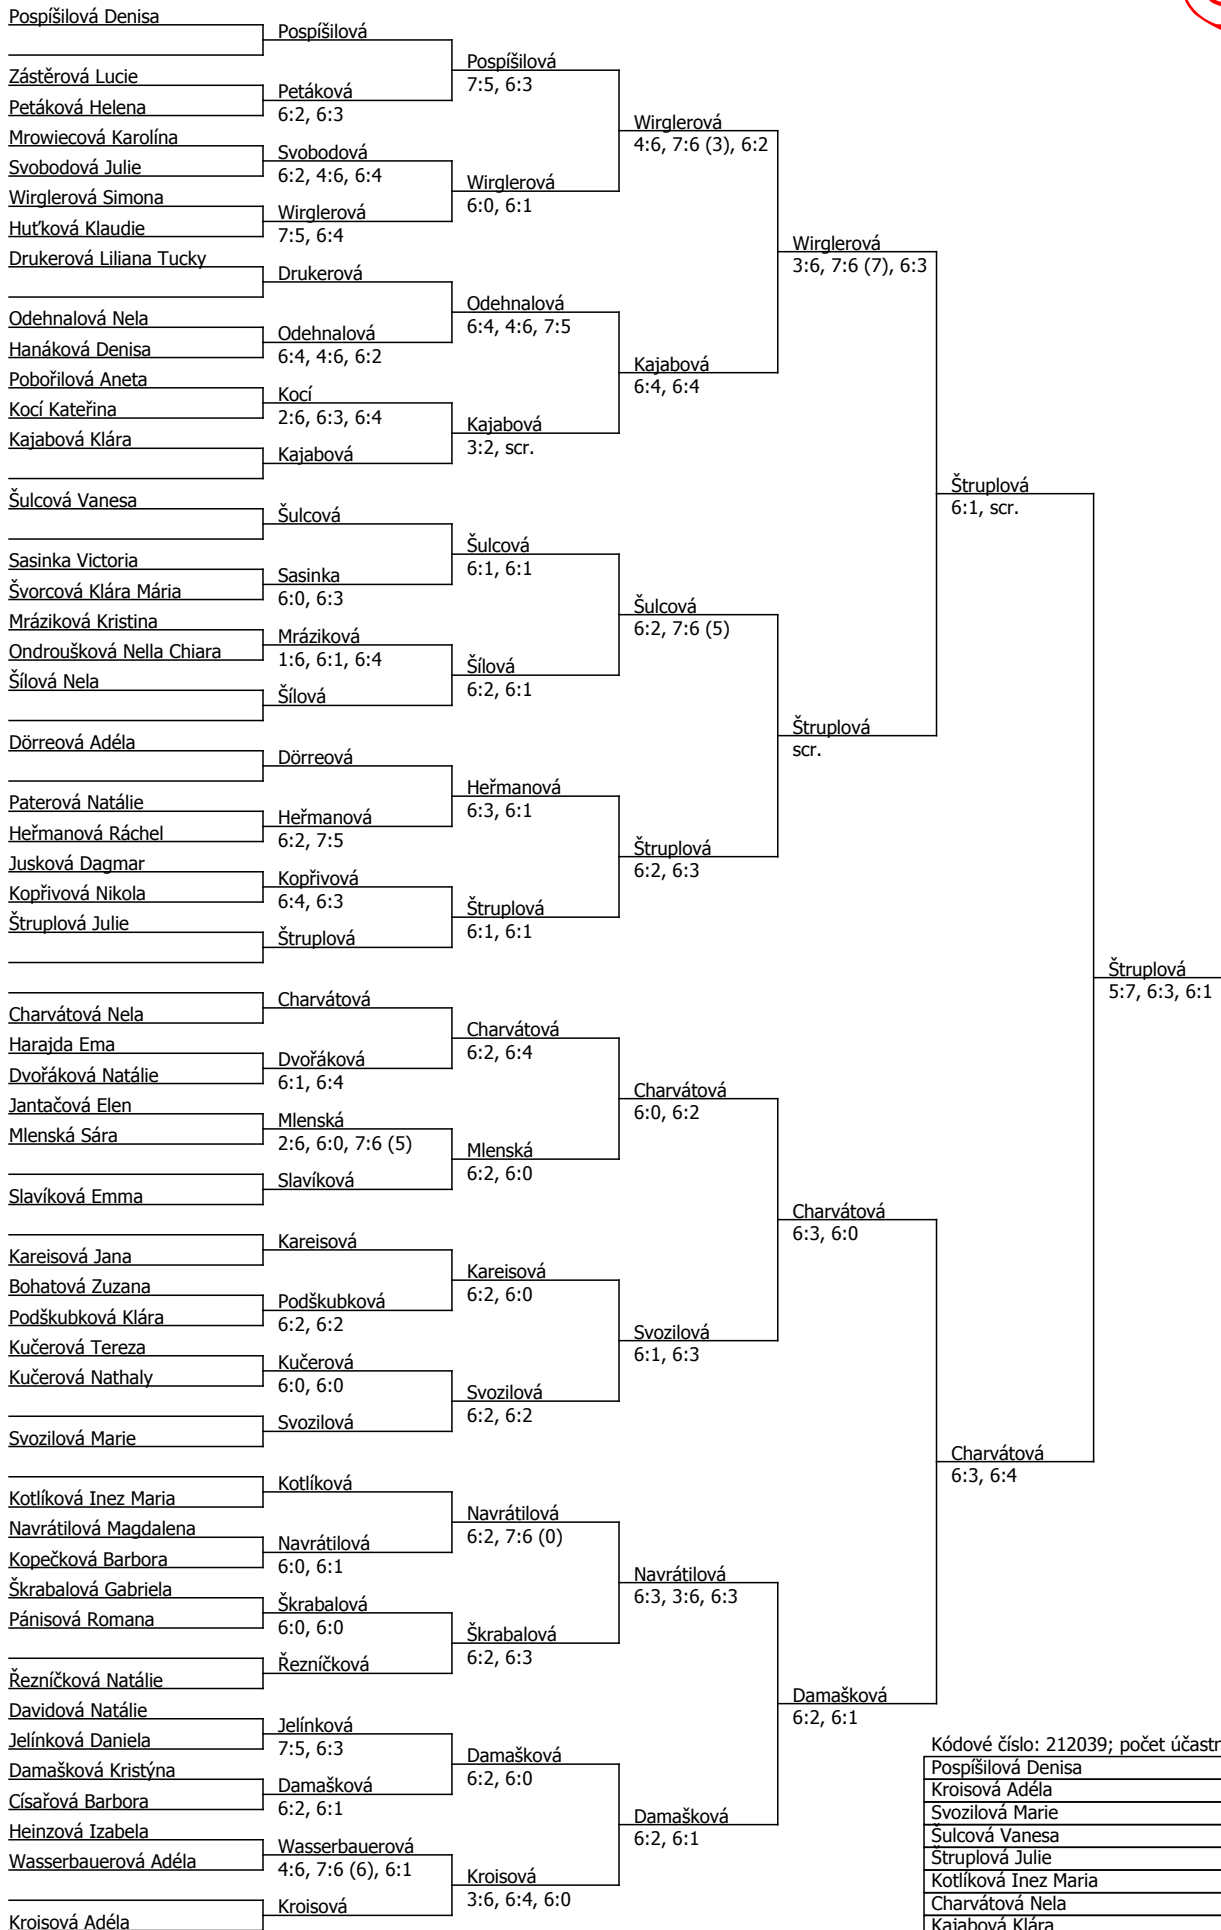 Pospíšilová Denisa
Zástěrová Lucie
Petáková Helena
Mrowiecová Karolína
Svobodová Julie
Wirglerová Simona
Huťková Klaudie
Drukerová Liliana Tucky
Odehnalová Nela
Hanáková Denisa
Pobořilová Aneta
Kocí Kateřina
Kajabová Klára
Šulcová Vanesa
Sasinka Victoria
Švorcová Klára Mária
Mráziková Kristina
Ondroušková Nella Chiara
Šílová Nela
Dörreová Adéla
Paterová Natálie
Heřmanová Ráchel
Jusková Dagmar
Kopřivová Nikola
Štruplová Julie
Charvátová Nela
Harajda Ema
Dvořáková Natálie
Jantačová Elen
Mlenská Sára
Slavíková Emma
Kareisová Jana
Bohatová Zuzana
Podškubková Klára
Kučerová Tereza
Kučerová Nathaly
Svozilová Marie
Kotlíková Inez Maria
Navrátilová Magdalena
Kopečková Barbora
Škrabalová Gabriela
Pánisová Romana
Řezníčková Natálie
Davidová Natálie
Jelínková Daniela
Damašková Kristýna
Císařová Barbora
Heinzová Izabela
Wasserbauerová Adéla
Kroisová Adéla
Pospíšilová
Petáková
6:2, 6:3
Svobodová
6:2, 4:6, 6:4
Wirglerová
7:5, 6:4
Drukerová
Odehnalová
6:4, 4:6, 6:2
Kocí
2:6, 6:3, 6:4
Kajabová
Šulcová
Sasinka
6:0, 6:3
Mráziková
1:6, 6:1, 6:4
Šílová
Dörreová
Heřmanová
6:2, 7:5
Kopřivová
6:4, 6:3
Štruplová
Charvátová
Dvořáková
6:1, 6:4
Mlenská
2:6, 6:0, 7:6 (5)
Slavíková
Kareisová
Podškubková
6:2, 6:2
Kučerová
6:0, 6:0
Svozilová
Kotlíková
Navrátilová
6:0, 6:1
Škrabalová
6:0, 6:0
Řezníčková
Jelínková
7:5, 6:3
Damašková
6:2, 6:1
Wasserbauerová
4:6, 7:6 (6), 6:1
Kroisová
Pospíšilová
7:5, 6:3
Wirglerová
6:0, 6:1
Odehnalová
6:4, 4:6, 7:5
Kajabová
3:2, scr.
Šulcová
6:1, 6:1
Šílová
6:2, 6:1
Heřmanová
6:3, 6:1
Štruplová
6:1, 6:1
Charvátová
6:2, 6:4
Mlenská
6:2, 6:0
Kareisová
6:2, 6:0
Svozilová
6:2, 6:2
Navrátilová
6:2, 7:6 (0)
Škrabalová
6:2, 6:3
Damašková
6:2, 6:0
Kroisová
3:6, 6:4, 6:0
Wirglerová
4:6, 7:6 (3), 6:2
Kajabová
6:4, 6:4
Šulcová
6:2, 7:6 (5)
Štruplová
6:2, 6:3
Charvátová
6:0, 6:2
Svozilová
6:1, 6:3
Navrátilová
6:3, 3:6, 6:3
Damašková
6:2, 6:1
Wirglerová
3:6, 7:6 (7), 6:3
Štruplová
scr.
Charvátová
6:3, 6:0
Damašková
6:2, 6:1
Štruplová
6:1, scr.
Charvátová
6:3, 6:4
Štruplová
5:7, 6:3, 6:1
Kódové číslo: 212039; počet účastn
Pospíšilová Denisa
Kroisová Adéla
Svozilová Marie
Šulcová Vanesa
Štruplová Julie
Kotlíková Inez Maria
Charvátová Nela
Kajabová Klára